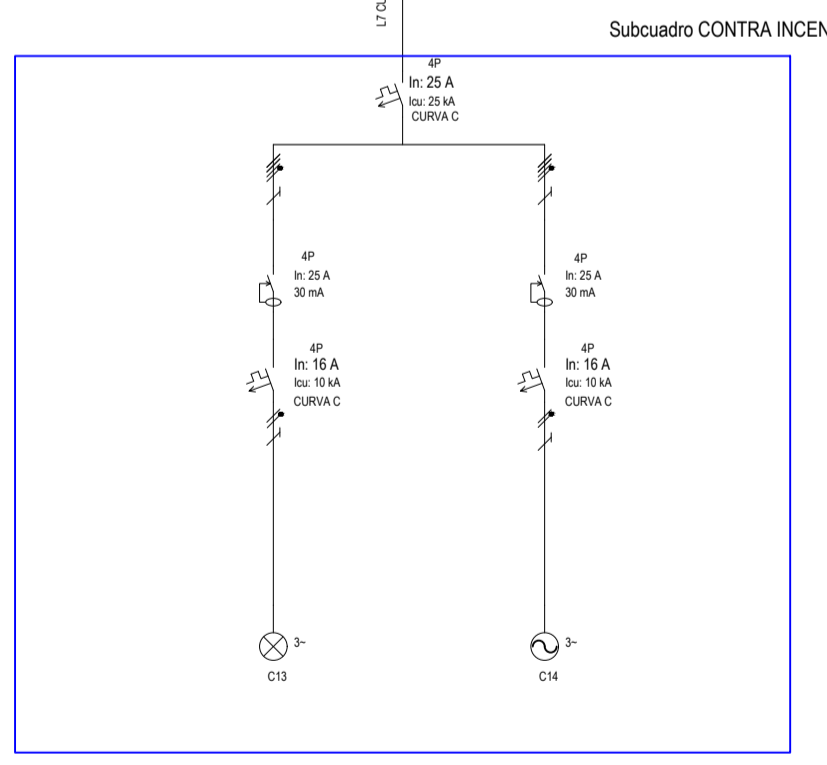 L7 CU
Subcuadro CONTRA INCEN
4P
In: 25 A
Icu: 25 kA
CURVA C
4P
In: 25 A
30 mA
4P
In: 25 A
30 mA
4P
In: 16 A
Icu: 10 kA
CURVA C
4P
In: 16 A
Icu: 10 kA
CURVA C
3~
C13
3~
C14